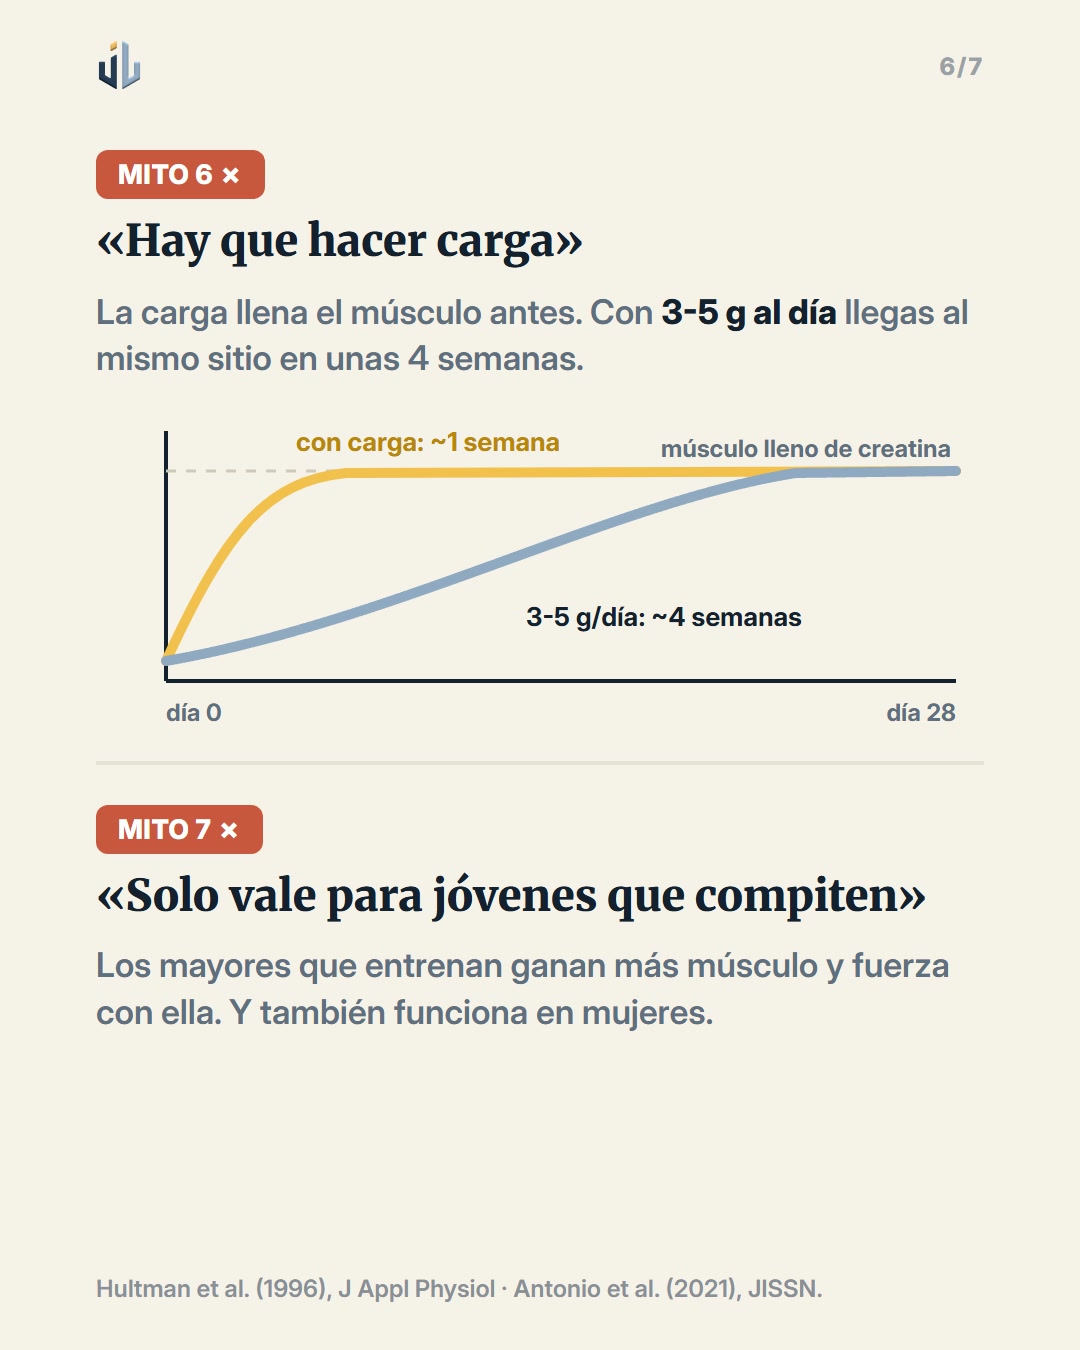 6/7
MITO 6 ×
«Hay que hacer carga»
La carga llena el músculo antes. Con 3-5 g al día llegas al
mismo sitio en unas 4 semanas.
con carga: ~1 semana
músculo lleno de creatina
3-5 g/día: ~4 semanas
día 0
día 28
MITO 7 ×
«Solo vale para jóvenes que compiten»
Los mayores que entrenan ganan más músculo y fuerza
con ella. Y también funciona en mujeres.
Hultman et al. (1996), J Appl Physiol · Antonio et al. (2021), JISSN.